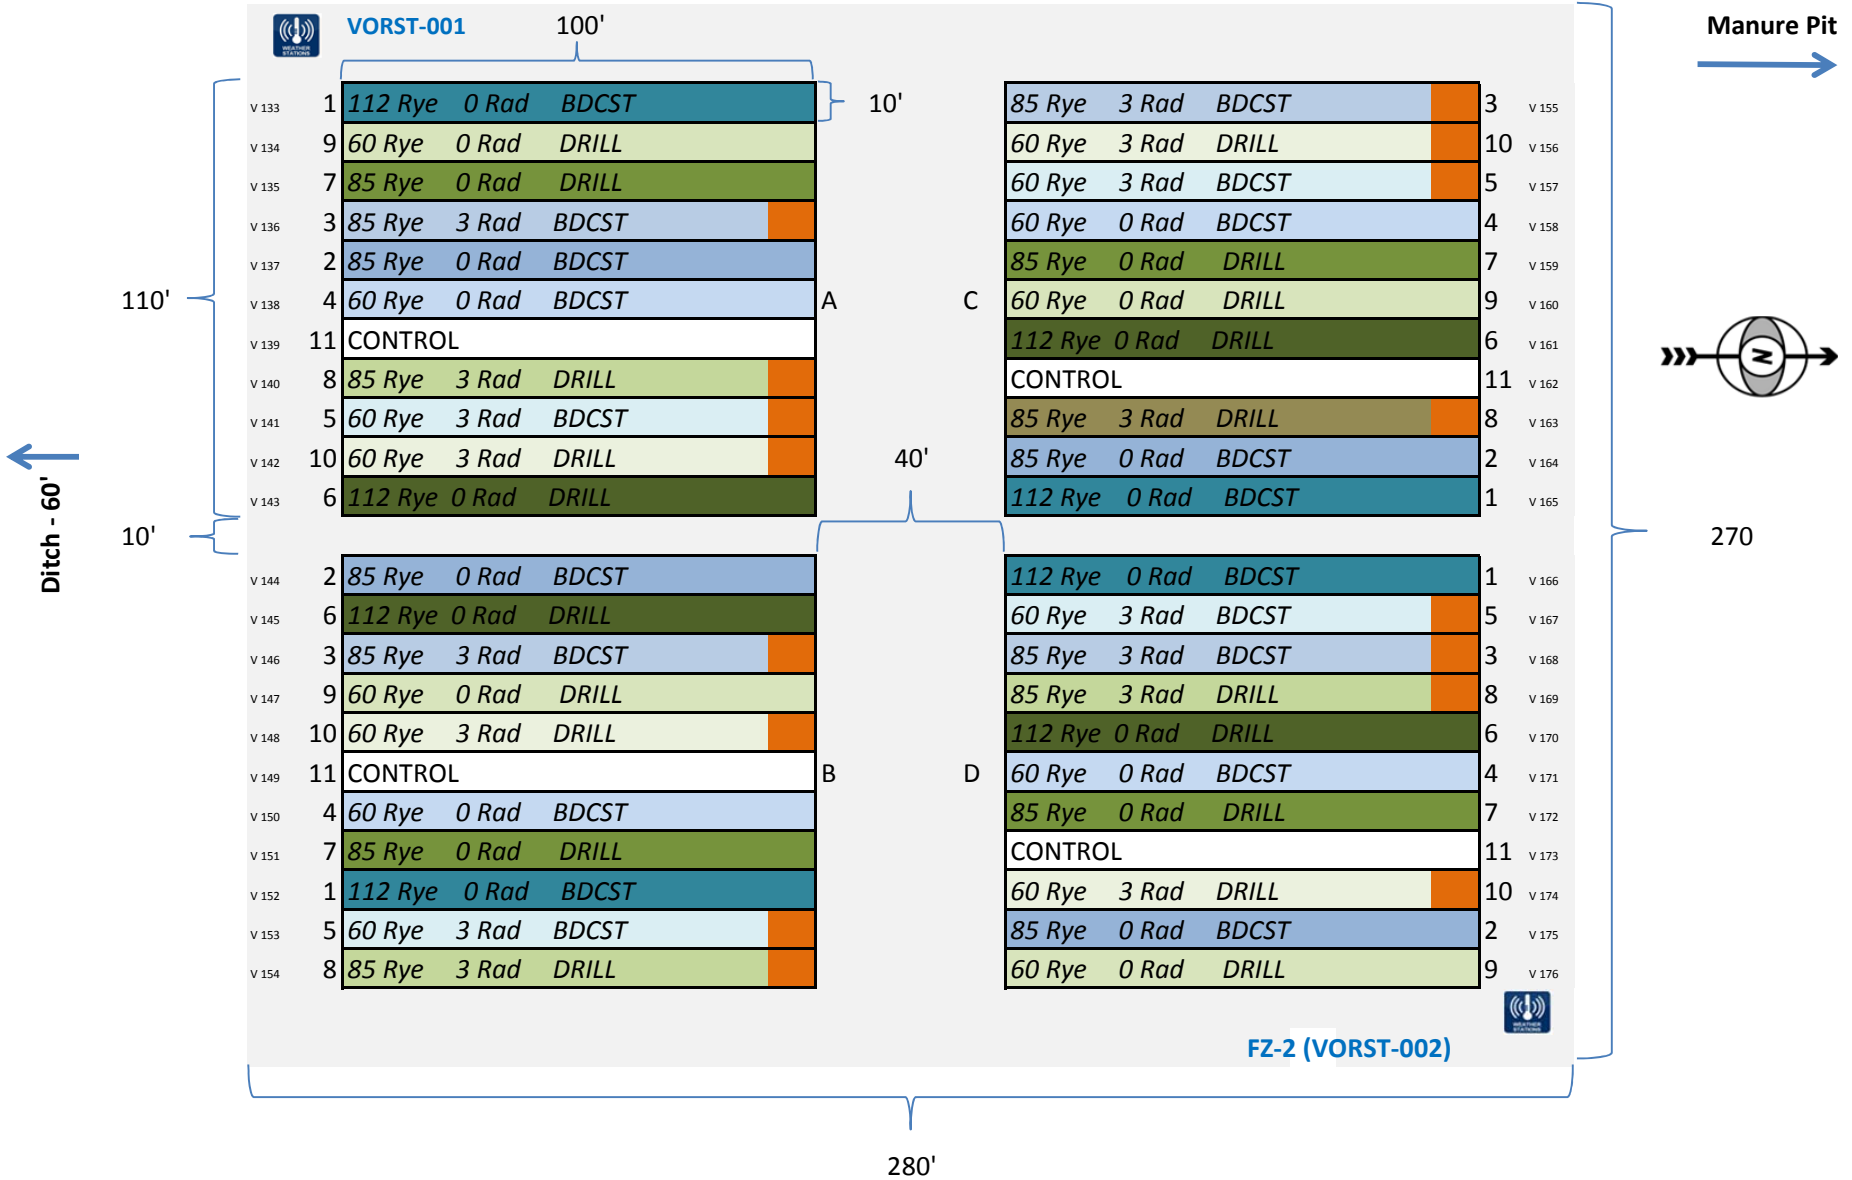 VORST-001 100' Manure Pit
WEATHER STATIONS
V 133 1 112 Rye 0 Rad BDCST 10' 85 Rye 3 Rad BDCST 3 V 155
V 134 9 60 Rye 0 Rad DRILL 60 Rye 3 Rad DRILL 10 V 156
V 135 7 85 Rye 0 Rad DRILL 60 Rye 3 Rad BDCST 5 V 157
V 136 3 85 Rye 3 Rad BDCST 60 Rye 0 Rad BDCST 4 V 158
V 137 2 85 Rye 0 Rad BDCST 85 Rye 0 Rad DRILL 7 V 159
110' V 138 4 60 Rye 0 Rad BDCST A C 60 Rye 0 Rad DRILL 9 V 160
V 139 11 CONTROL 112 Rye 0 Rad DRILL 6 V 161
N
V 140 8 85 Rye 3 Rad DRILL CONTROL 11 V 162
V 141 5 60 Rye 3 Rad BDCST 85 Rye 3 Rad DRILL 8 V 163
V 142 10 60 Rye 3 Rad DRILL 40' 85 Rye 0 Rad BDCST 2 V 164
V 143 6 112 Rye 0 Rad DRILL 112 Rye 0 Rad BDCST 1 V 165
Ditch - 60'
10' 270
V 144 2 85 Rye 0 Rad BDCST 112 Rye 0 Rad BDCST 1 V 166
V 145 6 112 Rye 0 Rad DRILL 60 Rye 3 Rad BDCST 5 V 167
V 146 3 85 Rye 3 Rad BDCST 85 Rye 3 Rad BDCST 3 V 168
V 147 9 60 Rye 0 Rad DRILL 85 Rye 3 Rad DRILL 8 V 169
V 148 10 60 Rye 3 Rad DRILL 112 Rye 0 Rad DRILL 6 V 170
V 149 11 CONTROL B D 60 Rye 0 Rad BDCST 4 V 171
V 150 4 60 Rye 0 Rad BDCST 85 Rye 0 Rad DRILL 7 V 172
V 151 7 85 Rye 0 Rad DRILL CONTROL 11 V 173
V 152 1 112 Rye 0 Rad BDCST 60 Rye 3 Rad DRILL 10 V 174
V 153 5 60 Rye 3 Rad BDCST 85 Rye 0 Rad BDCST 2 V 175
V 154 8 85 Rye 3 Rad DRILL 60 Rye 0 Rad DRILL 9 V 176
WEATHER STATIONS
FZ-2 (VORST-002)
280'